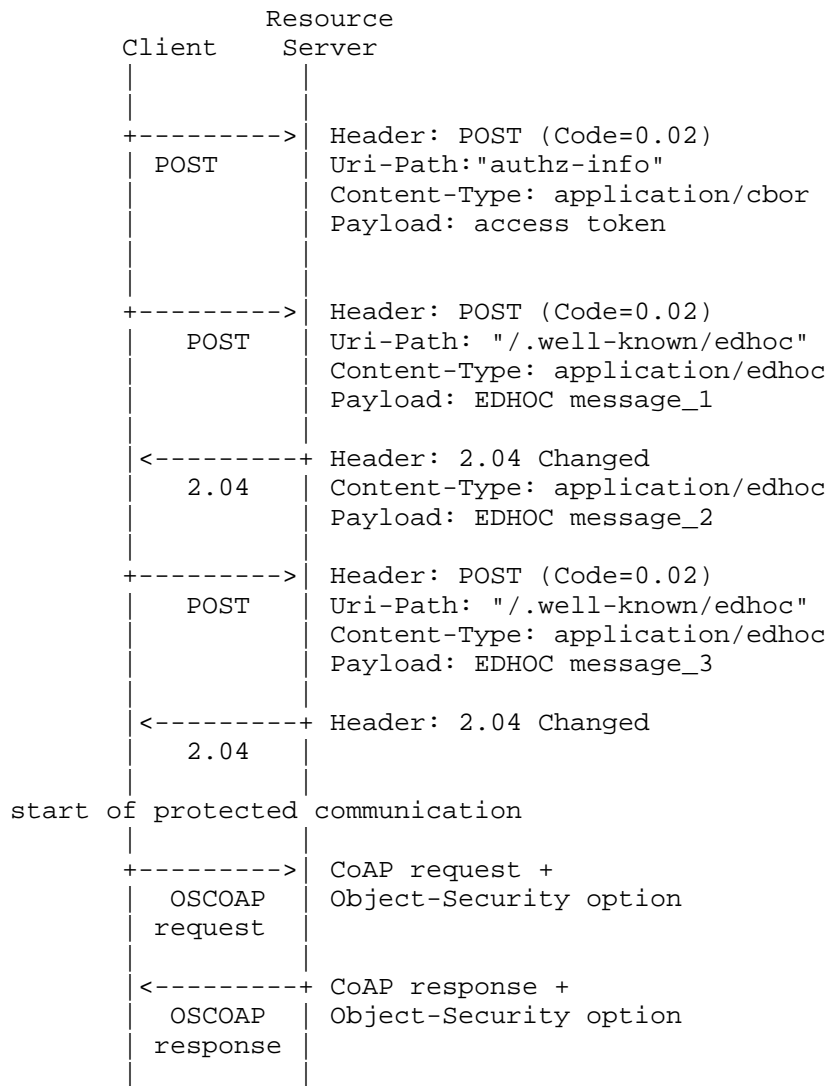 Resource
Client Server
+--------->| Header: POST (Code=0.02)
| POST | Uri-Path:"authz-info"
| | Content-Type: application/cbor
| | Payload: access token
+--------->| Header: POST (Code=0.02)
| POST | Uri-Path: "/.well-known/edhoc"
| | Content-Type: application/edhoc
| | Payload: EDHOC message_1
|<---------+ Header: 2.04 Changed
| 2.04 | Content-Type: application/edhoc
| | Payload: EDHOC message_2
+--------->| Header: POST (Code=0.02)
| POST | Uri-Path: "/.well-known/edhoc"
| | Content-Type: application/edhoc
| | Payload: EDHOC message_3
|<---------+ Header: 2.04 Changed
| 2.04 |
start of protected communication
+--------->| CoAP request +
| OSCOAP | Object-Security option
| request |
|<---------+ CoAP response +
| OSCOAP | Object-Security option
| response |